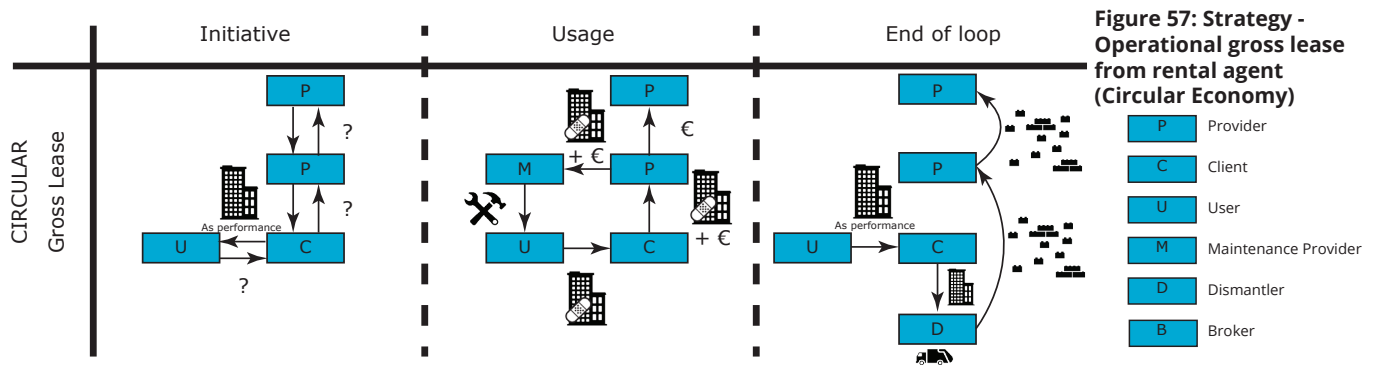 Initiative
Usage
End of loop
Figure 57: Strategy -
Operational gross lease
from rental agent
(Circular Economy)
CIRCULAR
Gross Lease
P
?
P
?
As performance
U
C
?
P
€
+ €
M
P
+ €
U
C
P
P
As performance
U
C
D
P Provider
C Client
U User
M Maintenance Provider
D Dismantler
B Broker